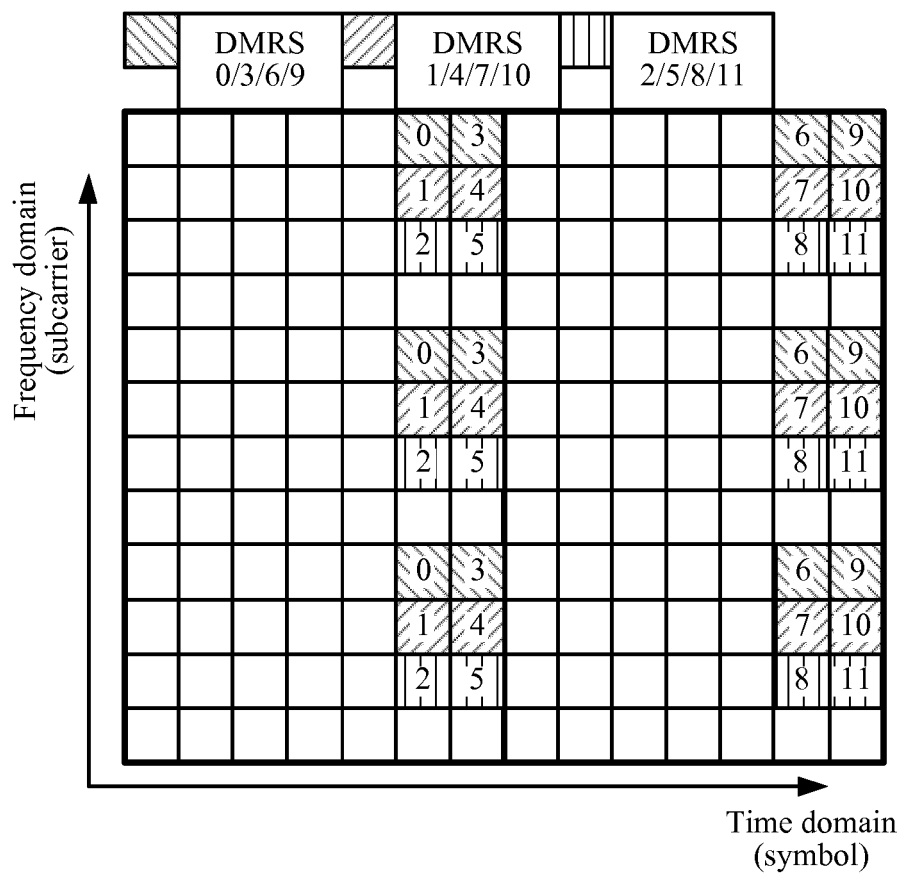 DMRS
0/3/6/9
DMRS
1/4/7/10
DMRS
2/5/8/11
0 3 6 9
1 4 7 10
2 5 8 11
0 3 6 9
1 4 7 10
2 5 8 11
0 3 6 9
1 4 7 10
2 5 8 11
Frequency domain
(subcarrier)
Time domain
(symbol)